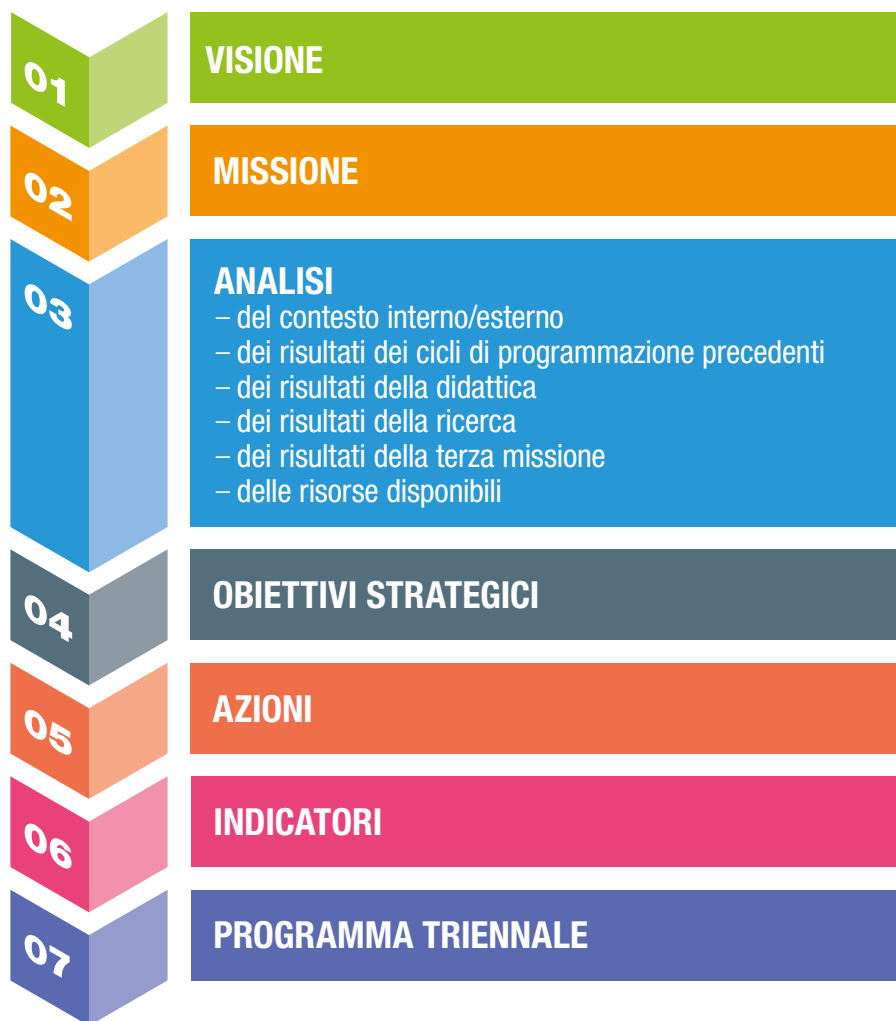 01
VISIONE
02
MISSIONE
03
ANALISI
– del contesto interno/esterno
– dei risultati dei cicli di programmazione precedenti
– dei risultati della didattica
– dei risultati della ricerca
– dei risultati della terza missione
– delle risorse disponibili
04
OBIETTIVI STRATEGICI
05
AZIONI
06
INDICATORI
07
PROGRAMMA TRIENNALE